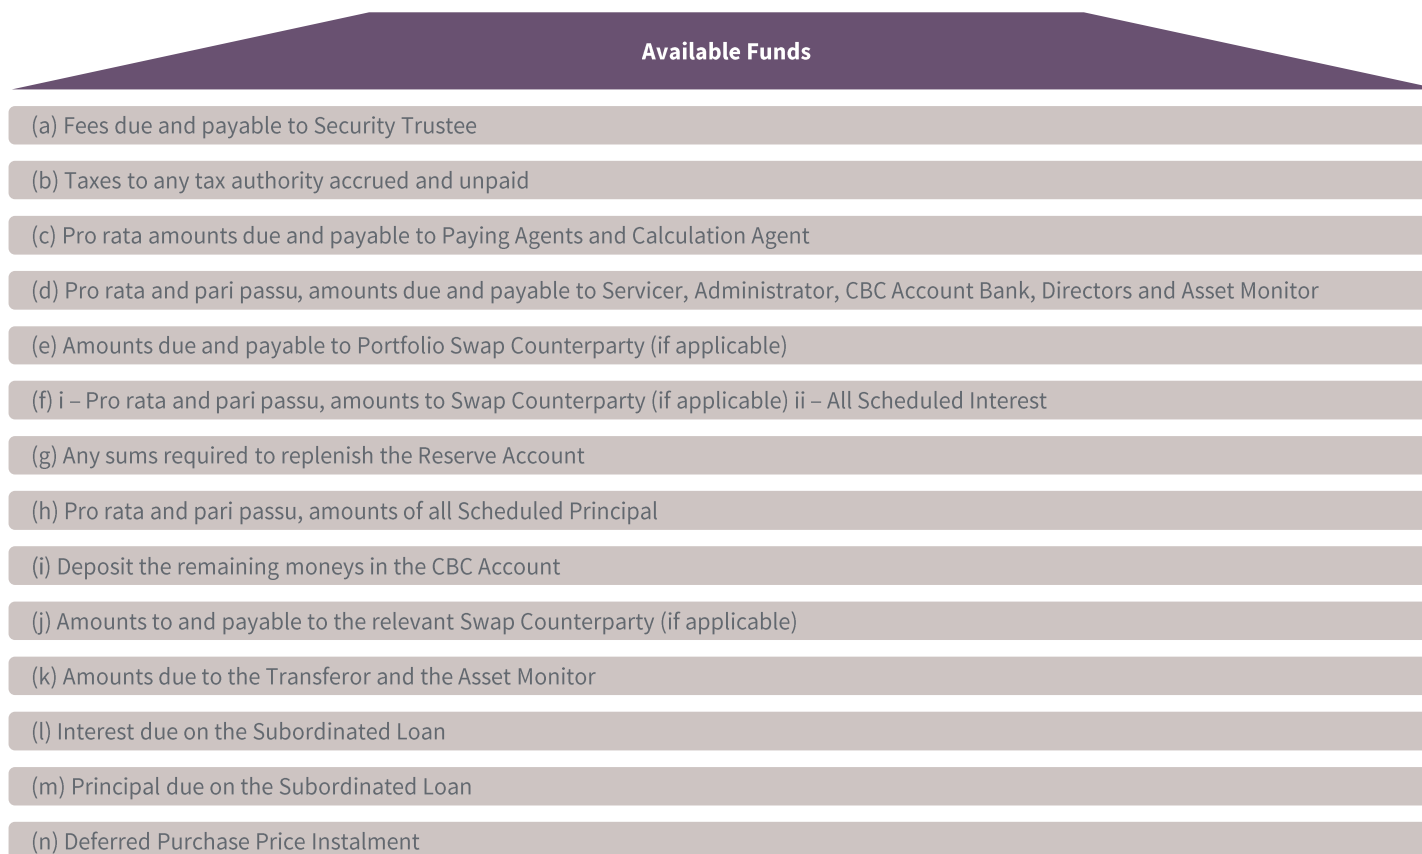 Available Funds
(a) Fees due and payable to Security Trustee
(b) Taxes to any tax authority accrued and unpaid
(c) Pro rata amounts due and payable to Paying Agents and Calculation Agent
(d) Pro rata and pari passu, amounts due and payable to Servicer, Administrator, CBC Account Bank, Directors and Asset Monitor
(e) Amounts due and payable to Portfolio Swap Counterparty (if applicable)
(f) i – Pro rata and pari passu, amounts to Swap Counterparty (if applicable) ii – All Scheduled Interest
(g) Any sums required to replenish the Reserve Account
(h) Pro rata and pari passu, amounts of all Scheduled Principal
(i) Deposit the remaining moneys in the CBC Account
(j) Amounts to and payable to the relevant Swap Counterparty (if applicable)
(k) Amounts due to the Transferor and the Asset Monitor
(l) Interest due on the Subordinated Loan
(m) Principal due on the Subordinated Loan
(n) Deferred Purchase Price Instalment